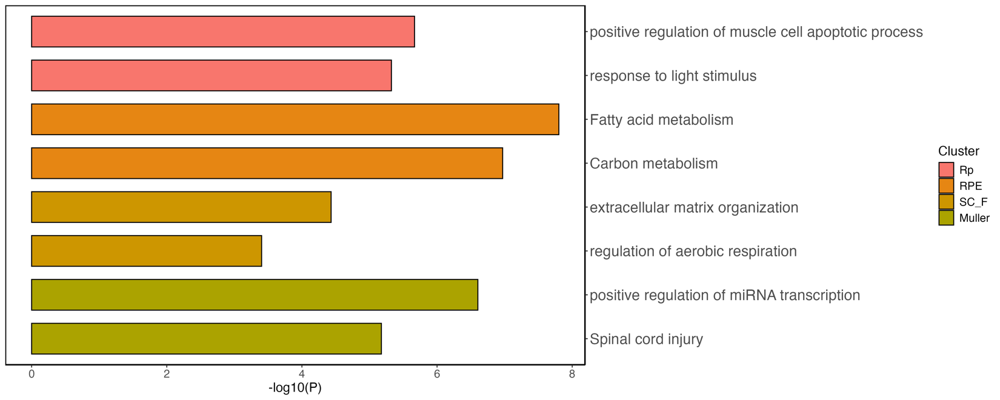 positive regulation of muscle cell apoptotic process
response to light stimulus
Fatty acid metabolism
Carbon metabolism
extracellular matrix organization
regulation of aerobic respiration
positive regulation of miRNA transcription
Spinal cord injury
0 2 4 6 8
-log10(P)
Cluster
Rp
RPE
SC_F
Muller